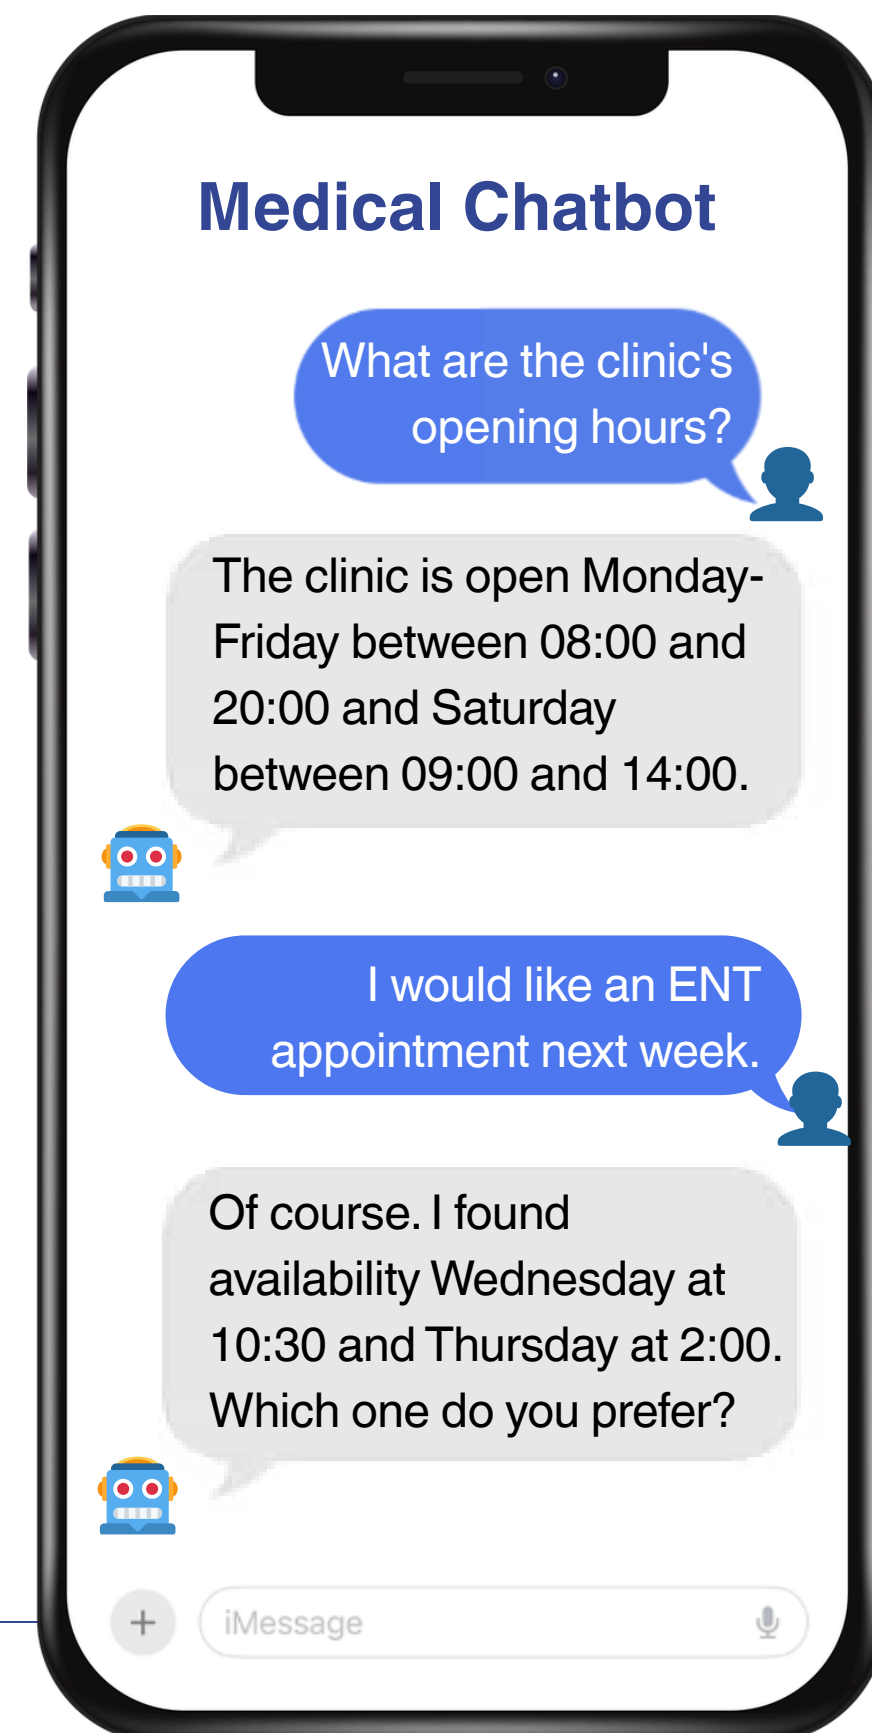 Medical Chatbot
What are the clinic's
opening hours?
The clinic is open Monday-
Friday between 08:00 and
20:00 and Saturday
between 09:00 and 14:00.
I would like an ENT
appointment next week.
Of course. I found
availability Wednesday at
10:30 and Thursday at 2:00.
Which one do you prefer?
iMessage